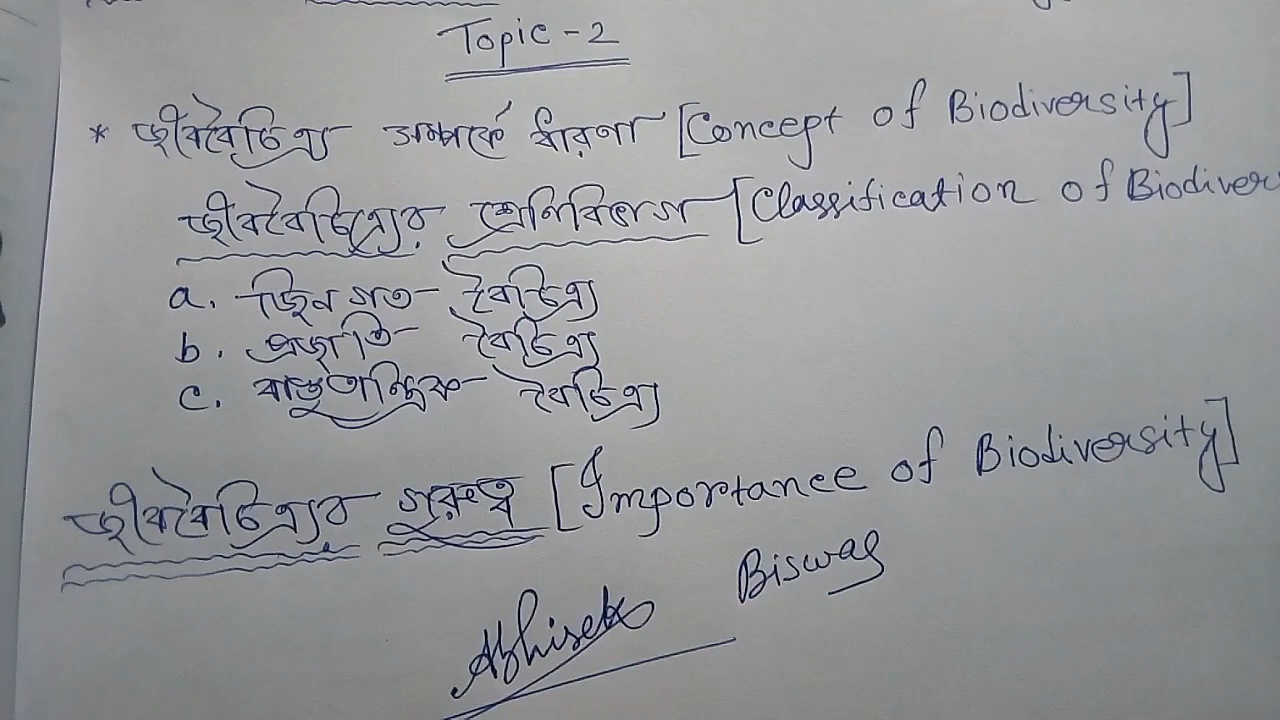 Topic - 2
* জীববৈচিত্র্য সম্পর্কে ধারণা [Concept of Biodiversity]
জীববৈচিত্র্যের শ্রেনিবিভাগ [Classification of Biodiver
a. জিনগত- বৈচিত্র্য
b. প্রজাতি- বৈচিত্র্য
c. বাস্তুতান্ত্রিক- বৈচিত্র্য
জীববৈচিত্র্যের গুরুত্ব [Importance of Biodiversity]
Abhisek Biswas